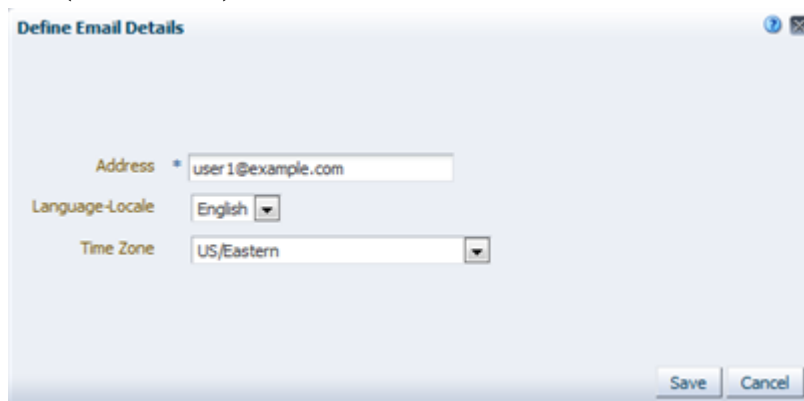 Define Email Details
Address * user1@example.com
Language-Locale English
Time Zone US/Eastern
Save Cancel